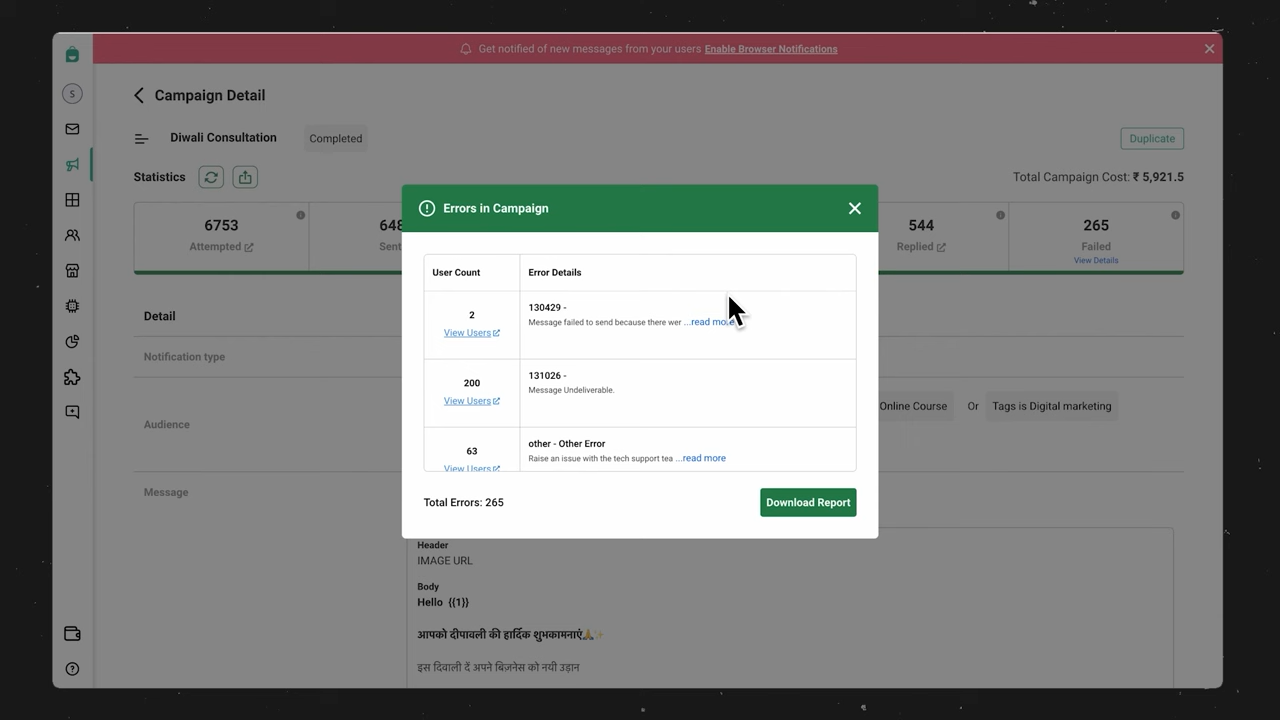 Get notified of new messages from your users Enable Browser Notifications
S
Campaign Detail
Diwali Consultation
Completed
Duplicate
Statistics
Total Campaign Cost: ₹ 5,921.5
6753
Attempted
648
Sent
544
Replied
265
Failed
View Details
Errors in Campaign
User Count
Error Details
2
View Users
130429 -
Message failed to send because there wer ...read more
200
View Users
131026 -
Message Undeliverable.
63
View Users
other - Other Error
Raise an issue with the tech support tea ...read more
Total Errors: 265
Download Report
Detail
Notification type
Audience
Online Course Or Tags is Digital marketing
Message
Header
IMAGE URL
Body
Hello {{1}}
आपको दीपावली की हार्दिक शुभकामनाएं🙏✨
इस दिवाली दें अपने बिज़नेस को नयी उड़ान